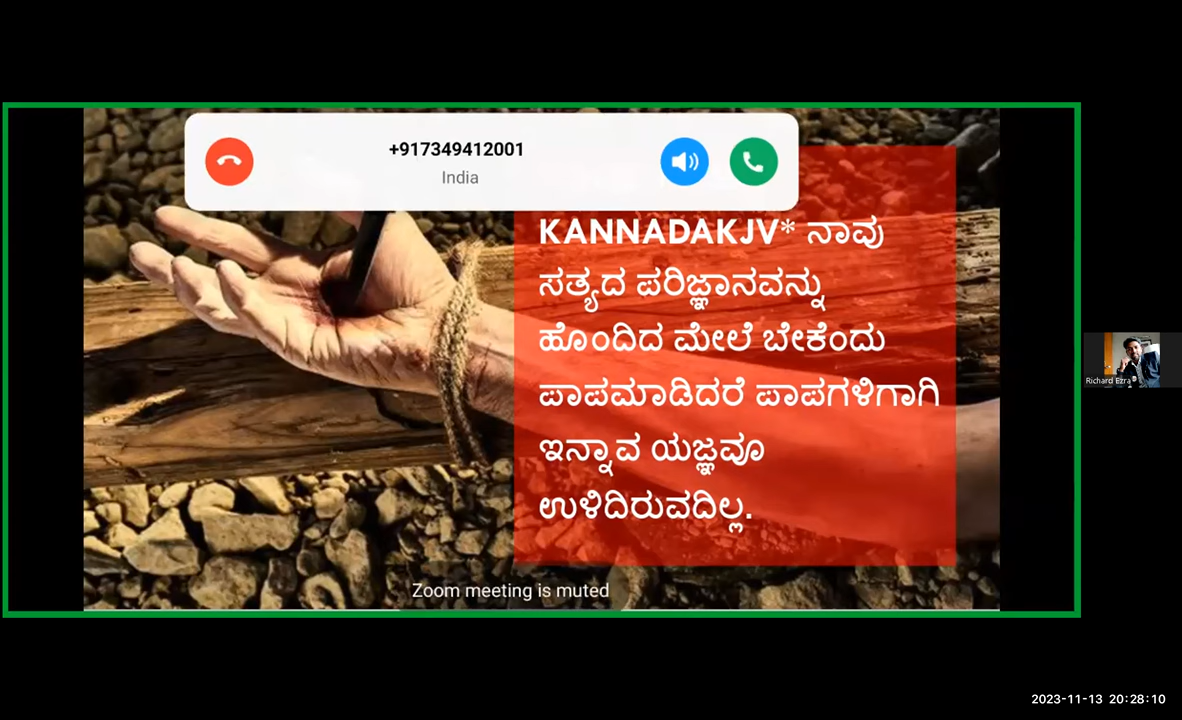 +917349412001
India
KANNADAKJV* ನಾವು
ಸತ್ಯದ ಪರಿಜ್ಞಾನವನ್ನು
ಹೊಂದಿದ ಮೇಲೆ ಬೇಕೆಂದು
ಪಾಪಮಾಡಿದರೆ ಪಾಪಗಳಿಗಾಗಿ
ಇನ್ನಾವ ಯಜ್ಞವೂ
ಉಳಿದಿರುವದಿಲ್ಲ.
Richard Ezra
Zoom meeting is muted
2023-11-13 20:28:10